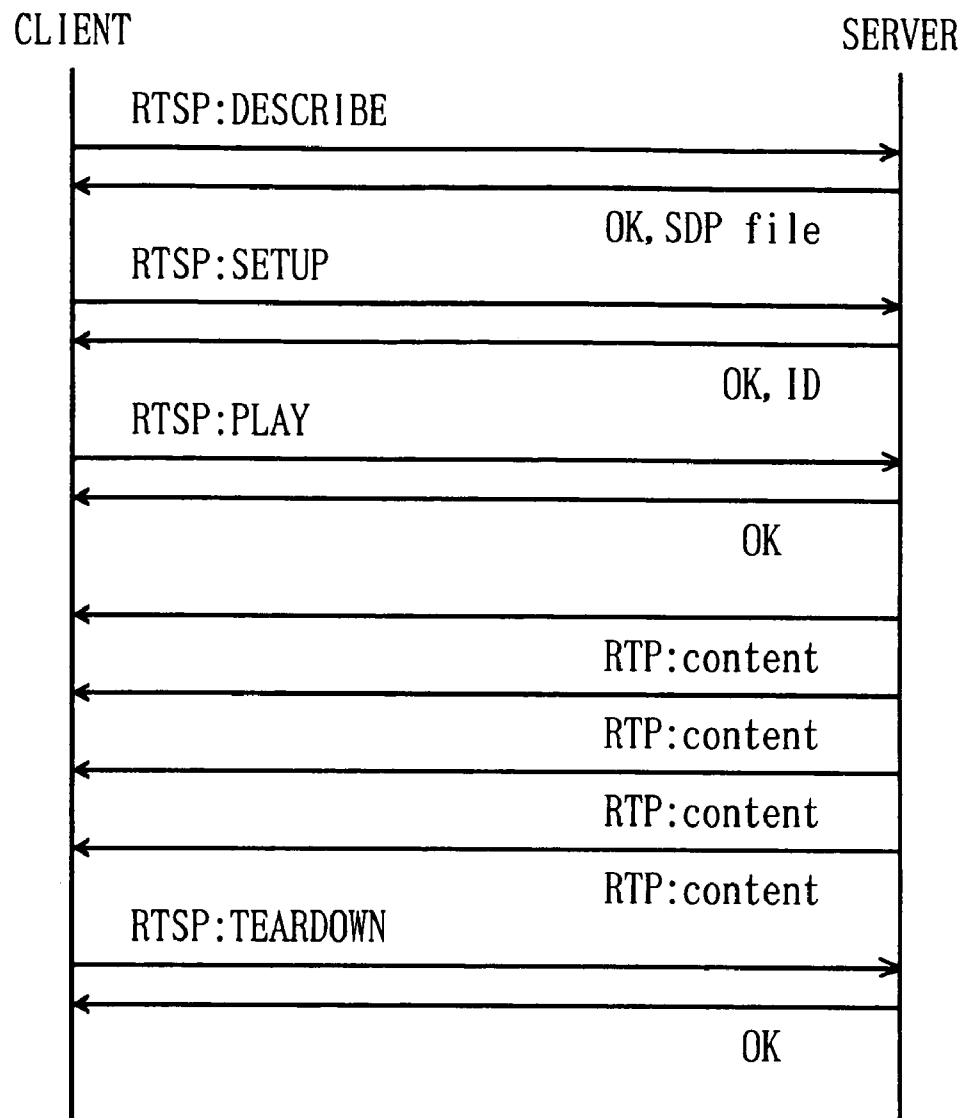 CLIENT
SERVER
RTSP:DESCRIBE
OK, SDP file
RTSP:SETUP
OK, ID
RTSP:PLAY
OK
RTP:content
RTP:content
RTP:content
RTP:content
RTSP:TEARDOWN
OK